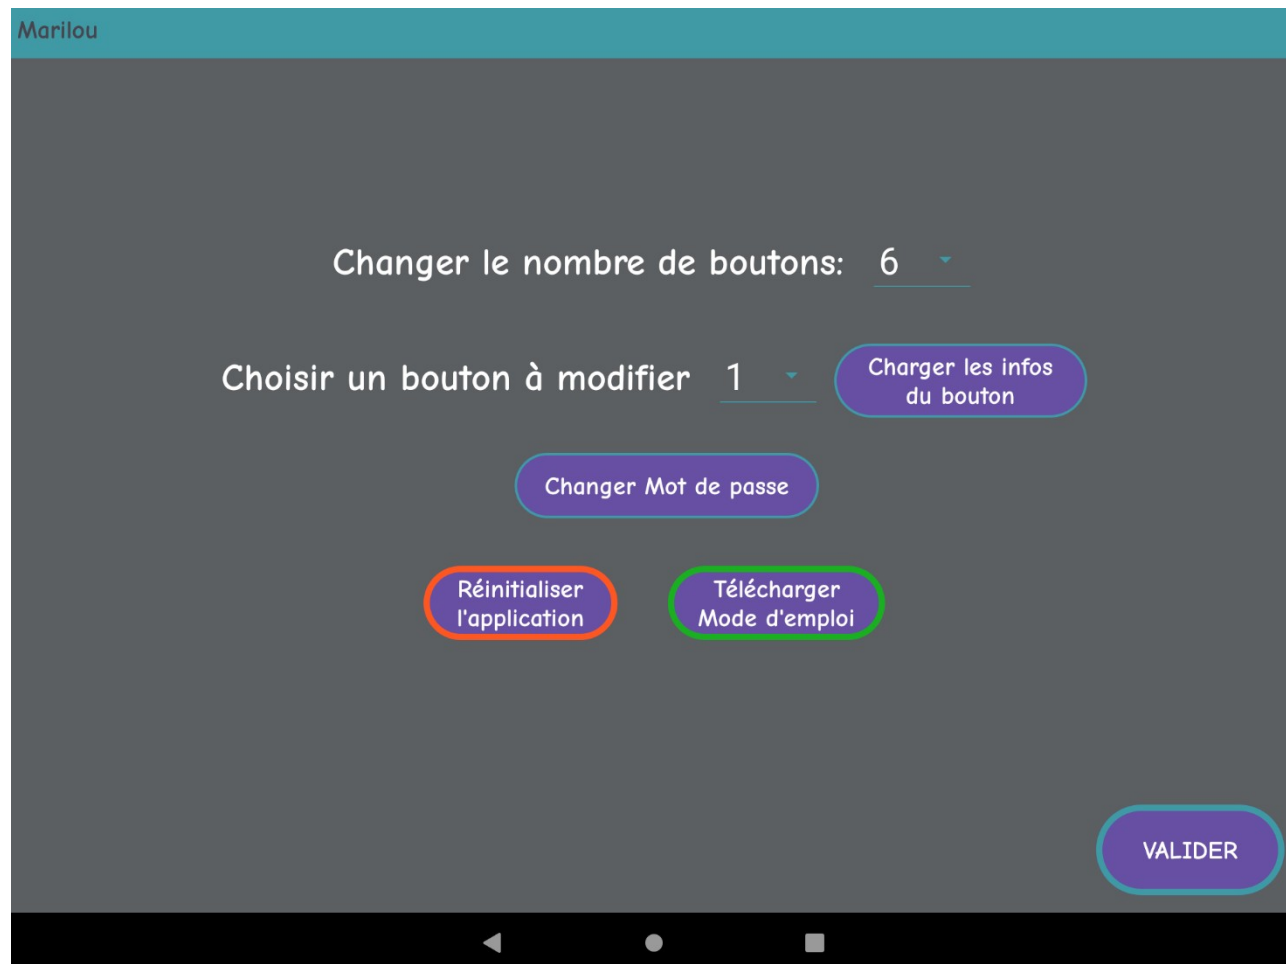 Marilou
Changer le nombre de boutons: 6
Choisir un bouton à modifier 1
Charger les infos
du bouton
Changer Mot de passe
Réinitialiser
l'application
Télécharger
Mode d'emploi
VALIDER